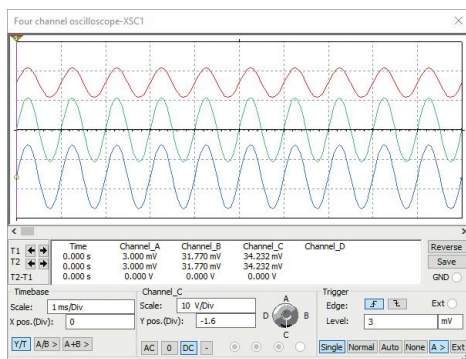 Four channel oscilloscope-XSC1
Time Channel_A Channel_B Channel_C Channel_D
T1 0.000 s 3.000 mV 31.770 mV 34.232 mV
T2 0.000 s 3.000 mV 31.770 mV 34.232 mV
T2-T1 0.000 s 0.000 V 0.000 V 0.000 V
Reverse
Save
GND
Timebase
Scale: 1 ms/Div
X pos.(Div): 0
Y/T A/B > A+B >
Channel_C
Scale: 10 V/Div
Y pos.(Div): -1.6
AC 0 DC -
A
D B
C
Trigger
Edge: Ext
Level: 3 mV
Single Normal Auto None A > Ext